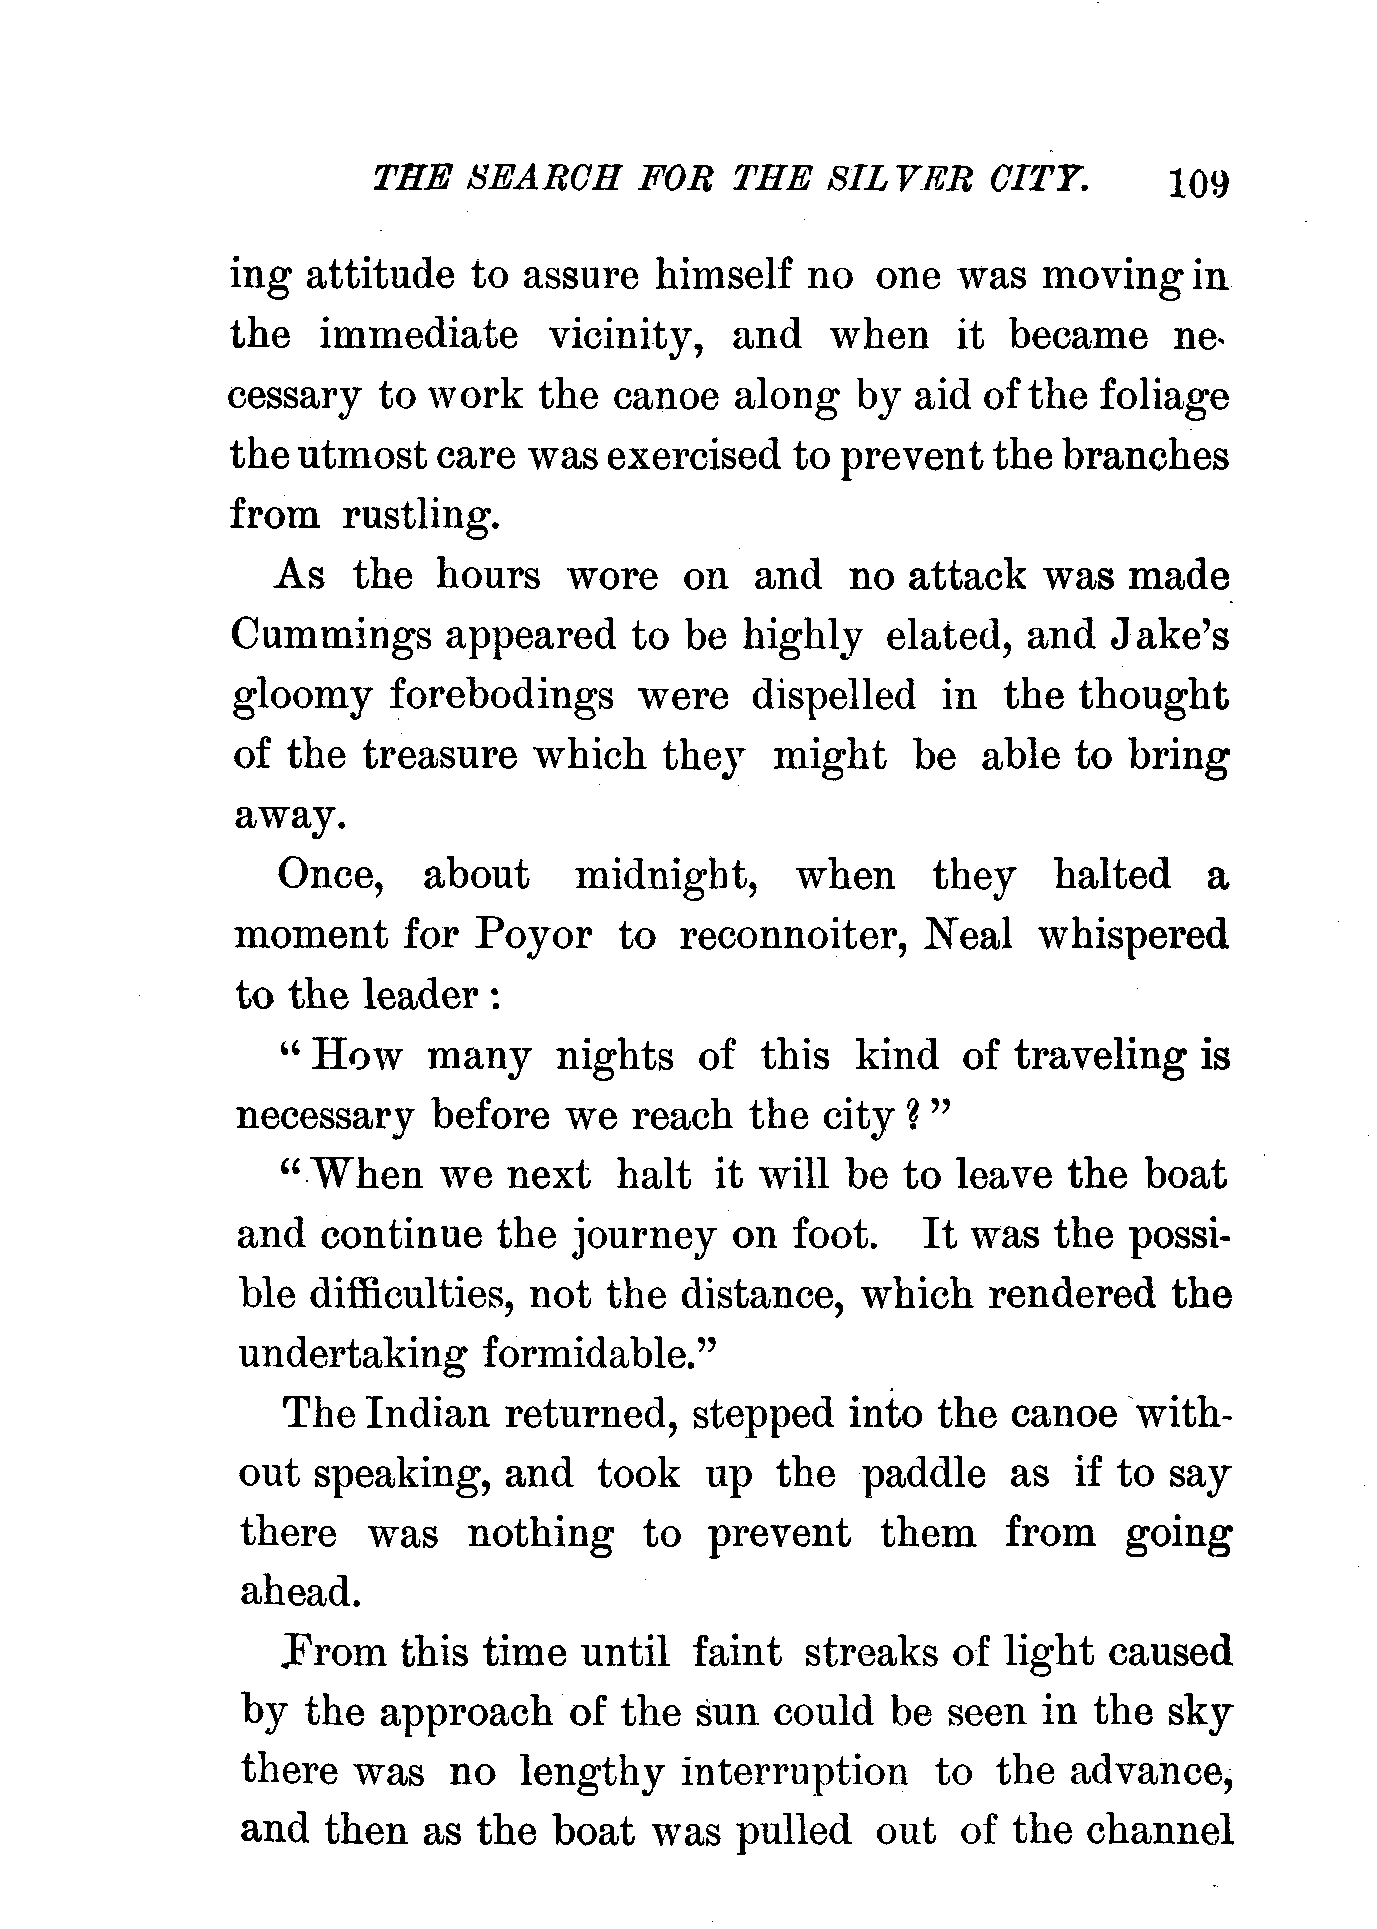 THE SEARCH FOR THE SILVER CITY. 109
ing attitude to assure himself no one was moving in
the immediate vicinity, and when it became ne-
cessary to work the canoe along by aid of the foliage
the utmost care was exercised to prevent the branches
from rustling.
As the hours wore on and no attack was made
Cummings appeared to be highly elated, and Jake's
gloomy forebodings were dispelled in the thought
of the treasure which they might be able to bring
away.
Once, about midnight, when they halted a
moment for Poyor to reconnoiter, Neal whispered
to the leader :
“ How many nights of this kind of traveling is
necessary before we reach the city ? ”
“ When we next halt it will be to leave the boat
and continue the journey on foot. It was the possi-
ble difficulties, not the distance, which rendered the
undertaking formidable.”
The Indian returned, stepped into the canoe with-
out speaking, and took up the paddle as if to say
there was nothing to prevent them from going
ahead.
From this time until faint streaks of light caused
by the approach of the sun could be seen in the sky
there was no lengthy interruption to the advance,
and then as the boat was pulled out of the channel